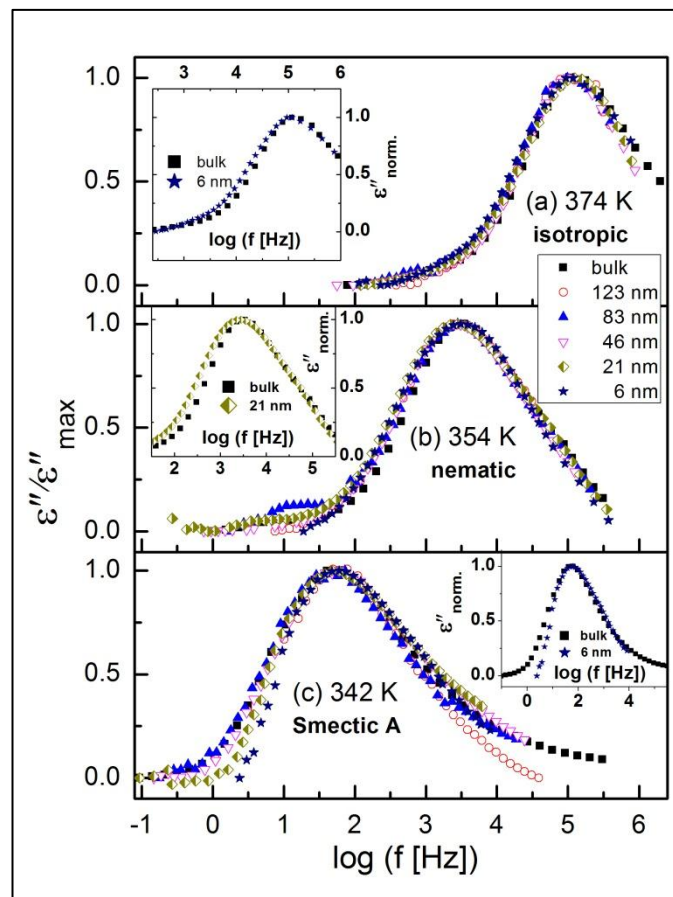 3 4 5 6
1.0
0.5
0.0
ε″norm.
bulk
6 nm
log (f [Hz])
1.0
0.5
0.0
(a) 374 K
isotropic
bulk
123 nm
83 nm
46 nm
21 nm
6 nm
1.0
0.5
0.0
ε″norm.
bulk
21 nm
log (f [Hz])
2 3 4 5
1.0
0.5
0.0
(b) 354 K
nematic
ε″/ε″max
1.0
0.5
0.0
(c) 342 K
Smectic A
1.0
0.5
0.0
ε″norm.
bulk
6 nm
log (f [Hz])
0 2 4
-1 0 1 2 3 4 5 6
log (f [Hz])